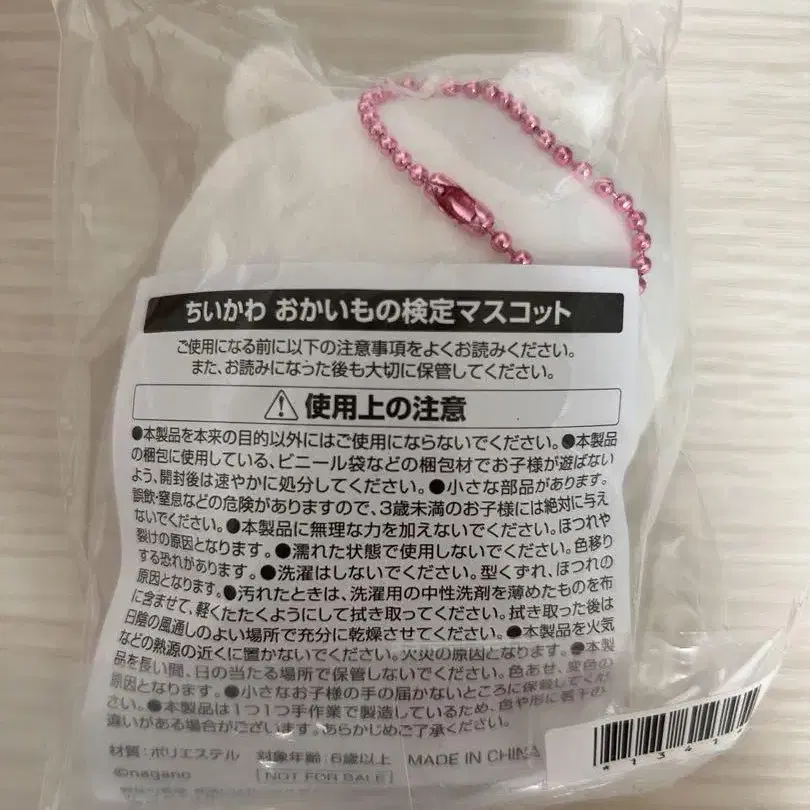 ちいかわ おかいもの検定マスコット
ご使用になる前に以下の注意事項をよくお読みください。
また、お読みになった後も大切に保管してください。
⚠使用上の注意
●本製品を本来の目的以外にはご使用にならないでください。●本製品
の梱包に使用している、ビニール袋などの梱包材でお子様が遊ばない
よう、開封後は速やかに処分してください。●小さな部品があります。
誤飲・窒息などの危険がありますので、3歳未満のお子様には絶対に与え
ないでください。●本製品に無理な力を加えないでください。ほつれや
裂けの原因となります。●濡れた状態で使用しないでください。色移り
する恐れがあります。●洗濯はしないでください。型くずれ、ほつれの
原因となります。●汚れたときは、洗濯用の中性洗剤を薄めたものを布
に含ませて、軽くたたくようにして拭き取ってください。拭き取った後は
日陰の風通しのよい場所で充分に乾燥させてください。●本製品を火気
などの熱源の近くに置かないでください。火災の原因となります。●本製
品を長い間、日の当たる場所で保管しないでください。色あせ、変色の
原因となります。●小さなお子様の手の届かないところに保管してくだ
さい。●本製品は1つ1つ手作業で製造しているため、色や形に若干の
違いがある場合がございます。あらかじめご了承ください。
材質：ポリエステル 対象年齢：6歳以上 MADE IN CHINA
©nagano NOT FOR SALE